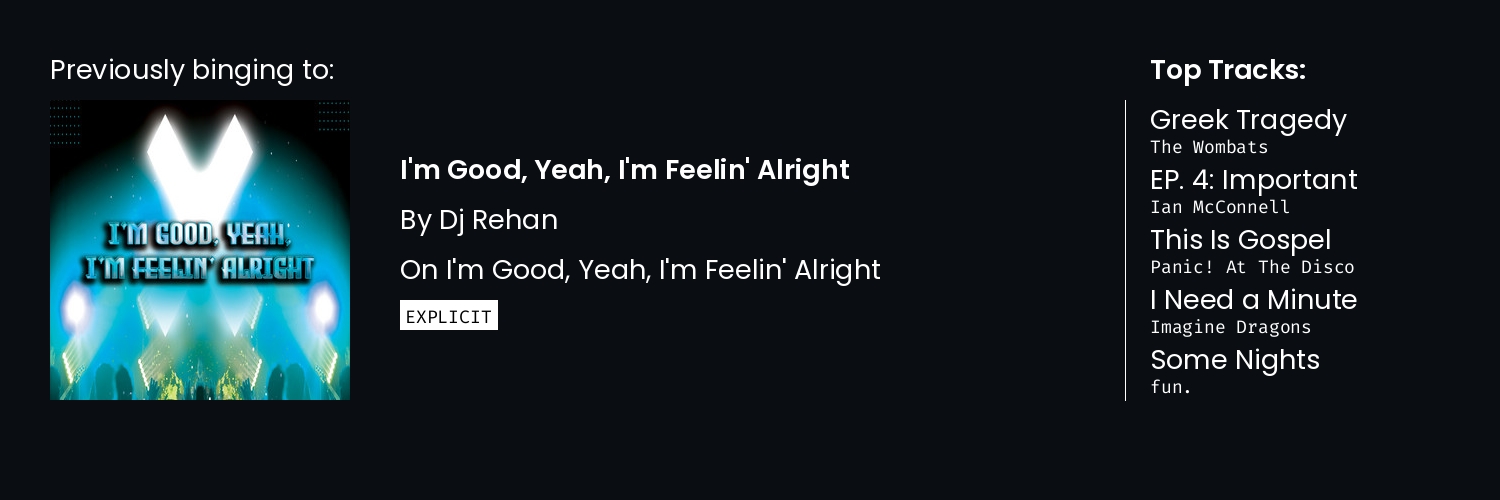 Previously binging to:
I'M GOOD, YEAH,
I'M FEELIN' ALRIGHT
I'm Good, Yeah, I'm Feelin' Alright
By Dj Rehan
On I'm Good, Yeah, I'm Feelin' Alright
EXPLICIT
Top Tracks:
Greek Tragedy
The Wombats
EP. 4: Important
Ian McConnell
This Is Gospel
Panic! At The Disco
I Need a Minute
Imagine Dragons
Some Nights
fun.